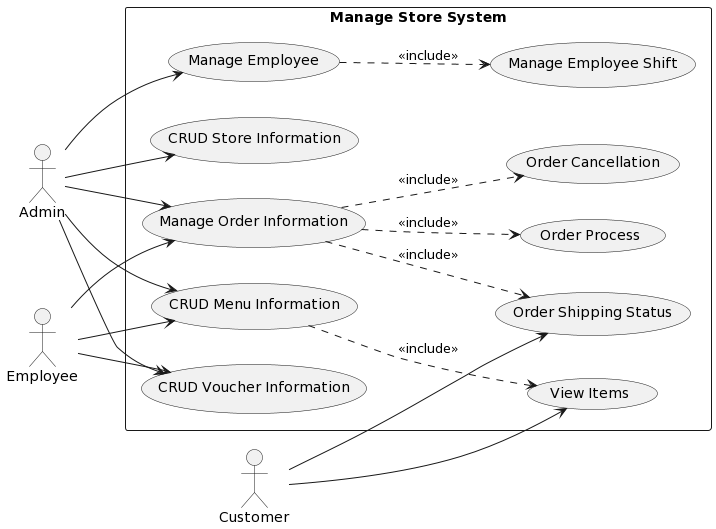 Manage Store System
Manage Employee
«include»
Manage Employee Shift
CRUD Store Information
Order Cancellation
«include»
Admin
Manage Order Information
«include»
Order Process
«include»
CRUD Menu Information
Order Shipping Status
«include»
Employee
CRUD Voucher Information
View Items
Customer